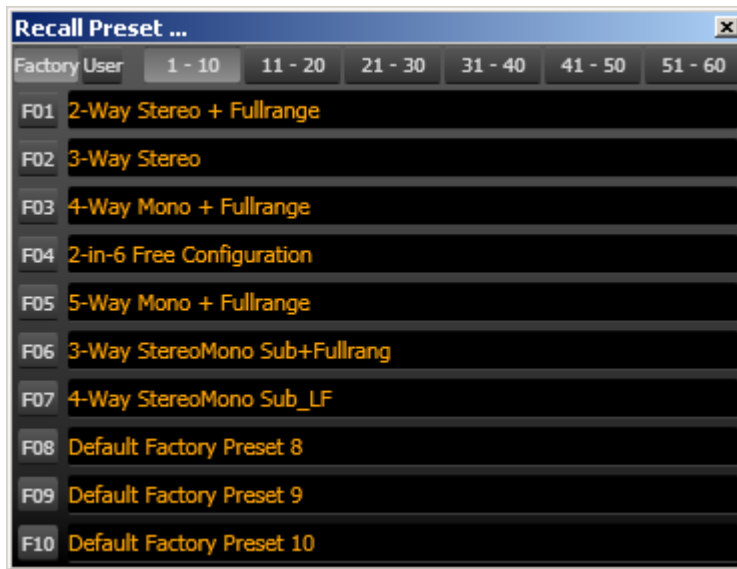 Recall Preset ...
Factory User 1 - 10 11 - 20 21 - 30 31 - 40 41 - 50 51 - 60
F01 2-Way Stereo + Fullrange
F02 3-Way Stereo
F03 4-Way Mono + Fullrange
F04 2-in-6 Free Configuration
F05 5-Way Mono + Fullrange
F06 3-Way StereoMono Sub+Fullrang
F07 4-Way StereoMono Sub_LF
F08 Default Factory Preset 8
F09 Default Factory Preset 9
F10 Default Factory Preset 10